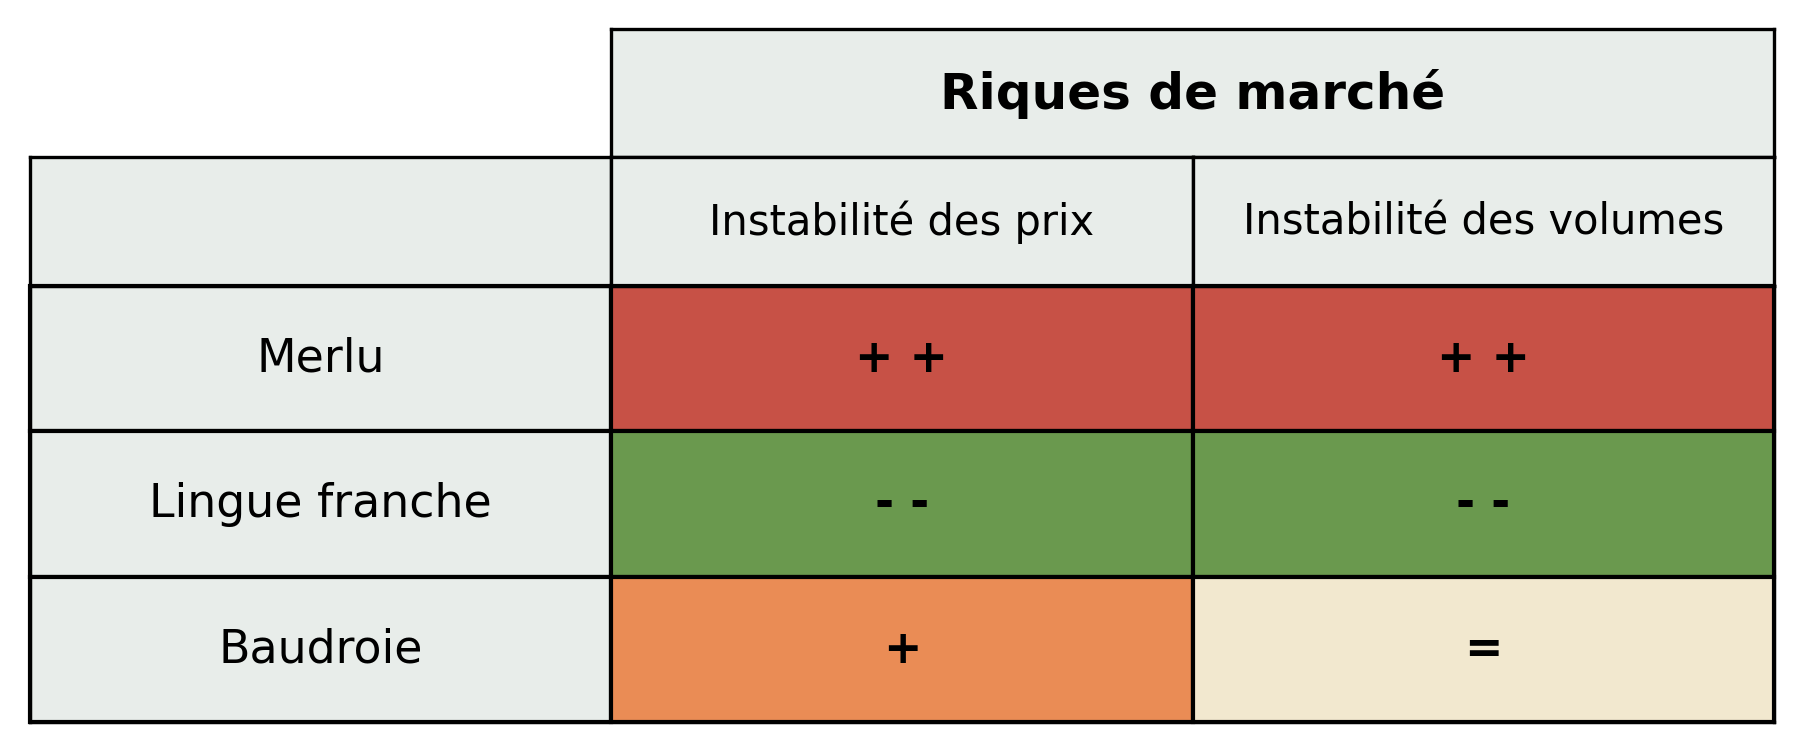 Riques de marché
Instabilité des prix Instabilité des volumes
Merlu + + + +
Lingue franche - - - -
Baudroie + =